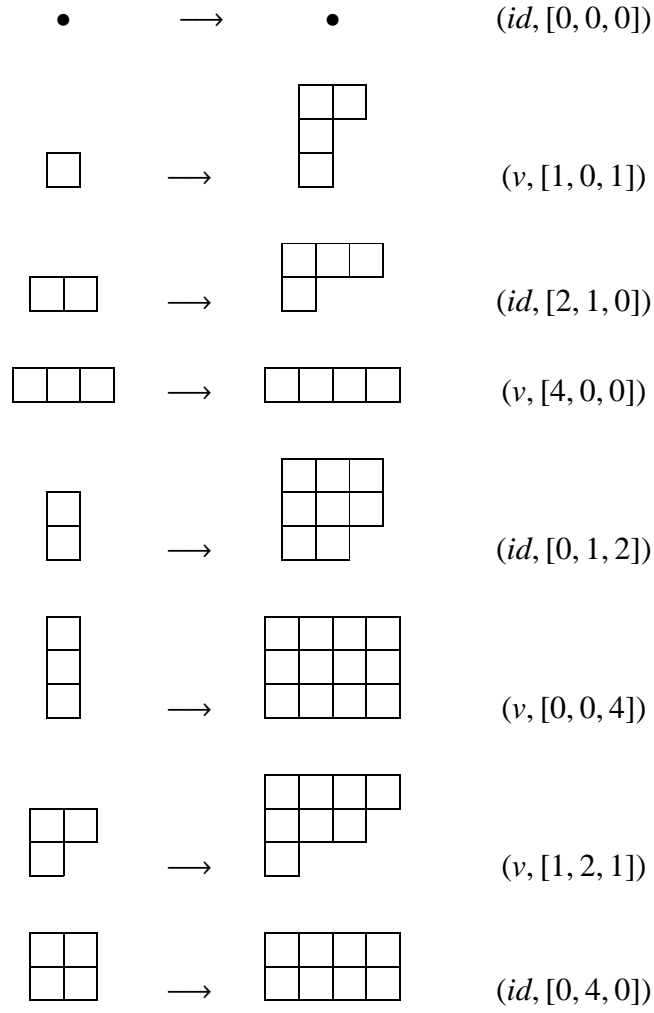 • ⟶ • (id, [0, 0, 0])
⟶ (v, [1, 0, 1])
⟶ (id, [2, 1, 0])
⟶ (v, [4, 0, 0])
⟶ (id, [0, 1, 2])
⟶ (v, [0, 0, 4])
⟶ (v, [1, 2, 1])
⟶ (id, [0, 4, 0])